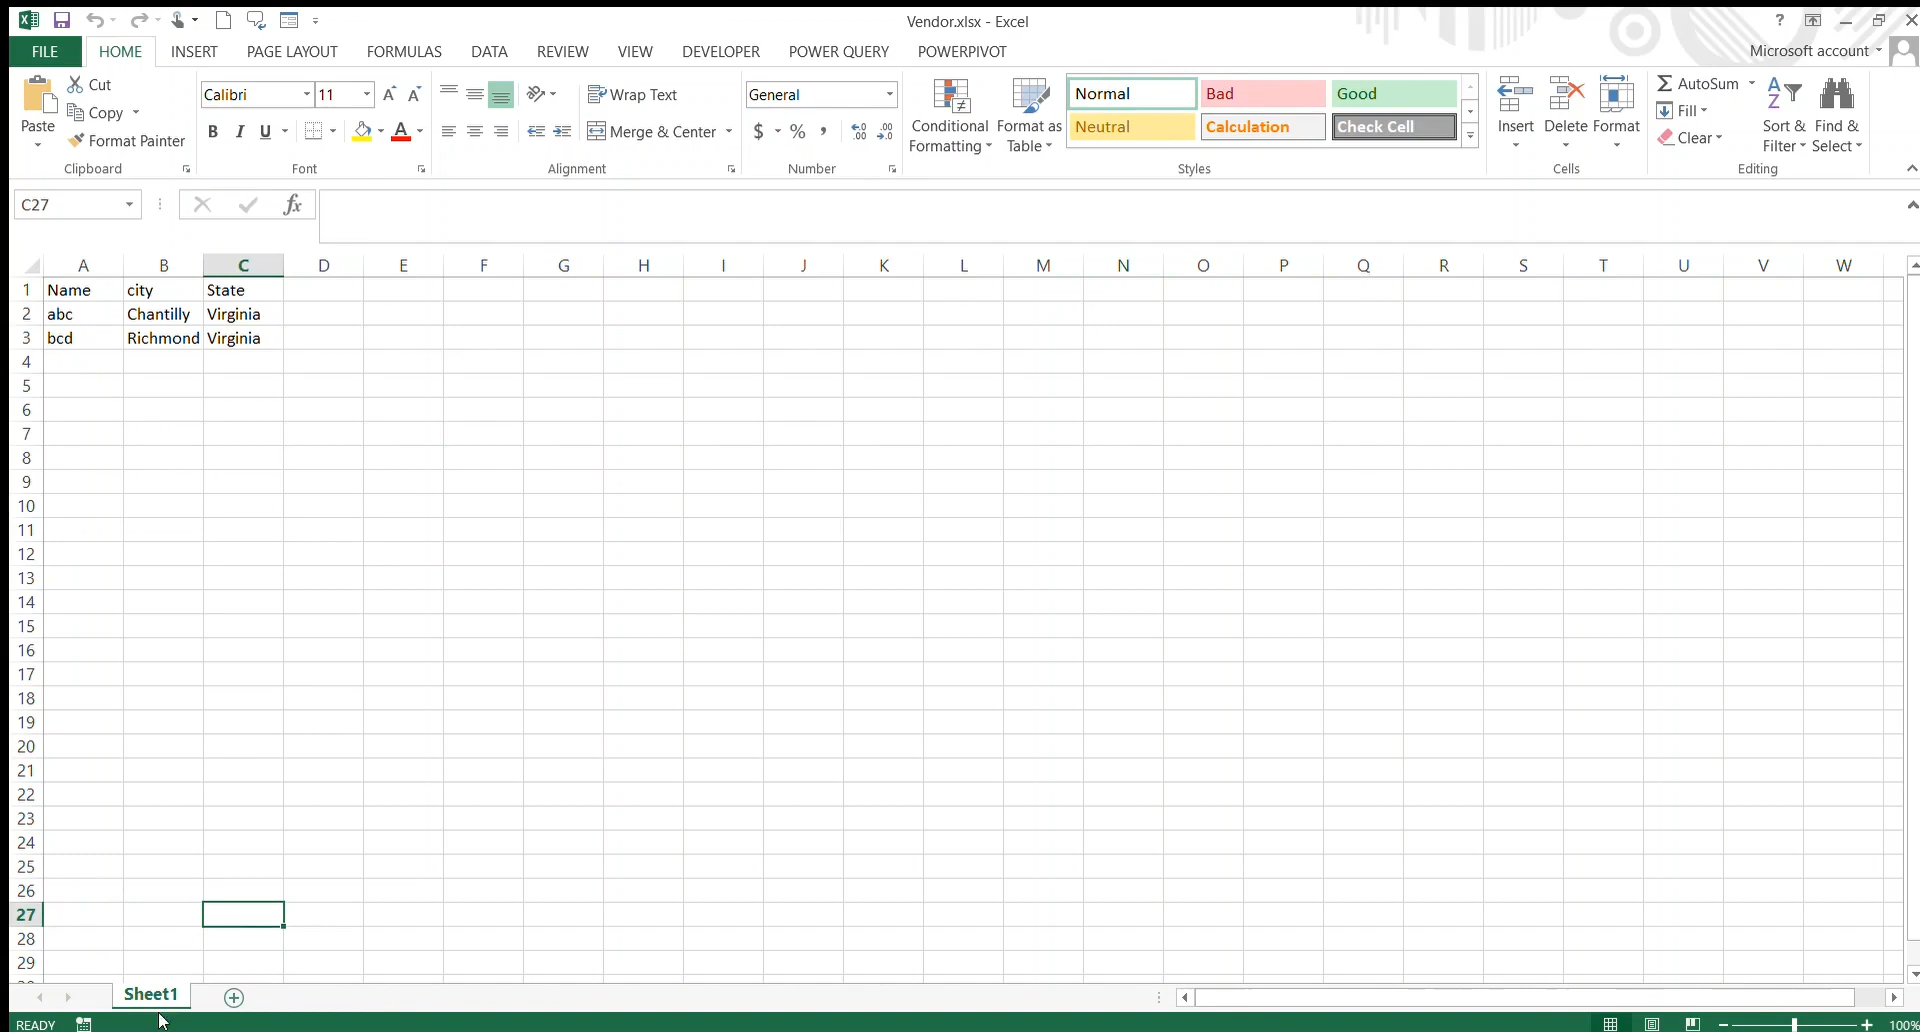 Vendor.xlsx - Excel
?
FILE HOME INSERT PAGE LAYOUT FORMULAS DATA REVIEW VIEW DEVELOPER POWER QUERY POWERPIVOT
Microsoft account
Paste
Cut
Copy
Format Painter
Clipboard
Calibri 11
B I U
Font
Wrap Text
Merge & Center
Alignment
General
$ % ,
Number
Conditional Formatting
Format as Table
Normal Bad Good
Neutral Calculation Check Cell
Styles
Insert Delete Format
Cells
AutoSum
Fill
Clear
Sort & Filter
Find & Select
Editing
C27
fx
A B C D E F G H I J K L M N O P Q R S T U V W
1 Name city State
2 abc Chantilly Virginia
3 bcd Richmond Virginia
4
5
6
7
8
9
10
11
12
13
14
15
16
17
18
19
20
21
22
23
24
25
26
27
28
29
Sheet1
READY
100%